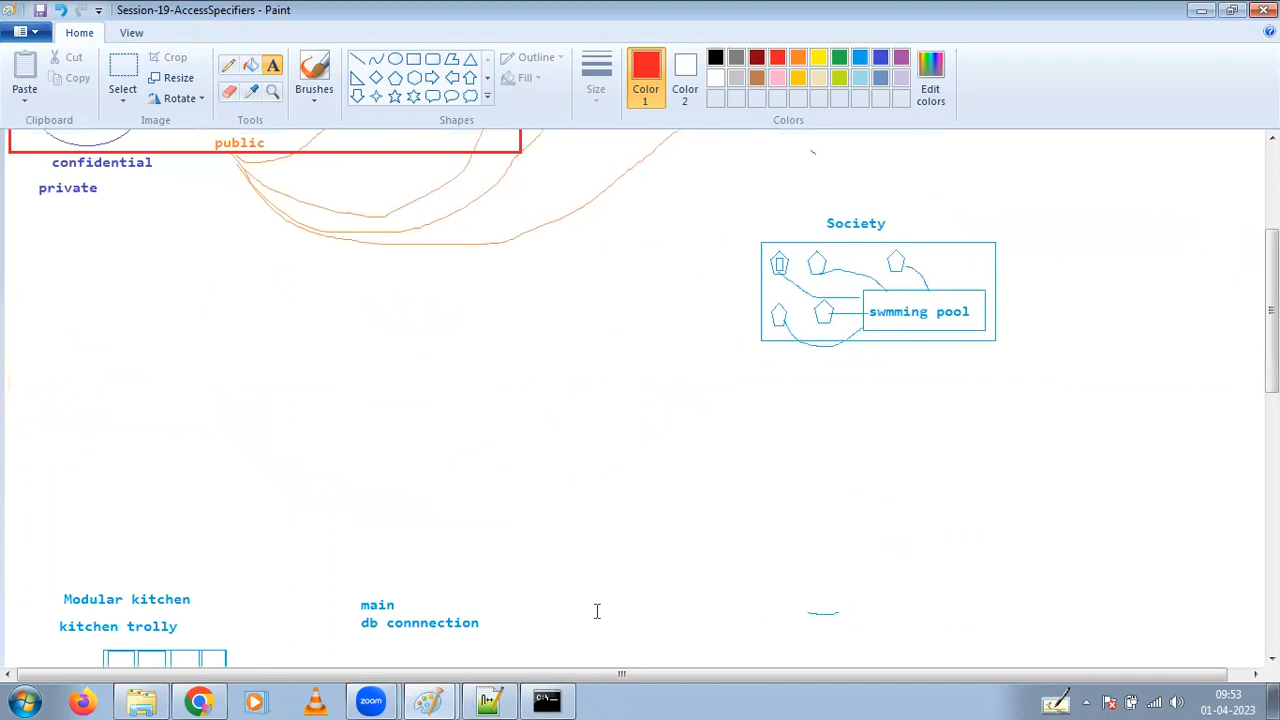 Session-19-AccessSpecifiers - Paint
Home
View
Paste
Cut
Copy
Clipboard
Select
Crop
Resize
Rotate
Image
A
Tools
Brushes
Outline
Fill
Shapes
Size
Color 1
Color 2
Edit colors
Colors
public
confidential
private
Society
swmming pool
Modular kitchen
kitchen trolly
main
db connnection
zoom
09:53
01-04-2023